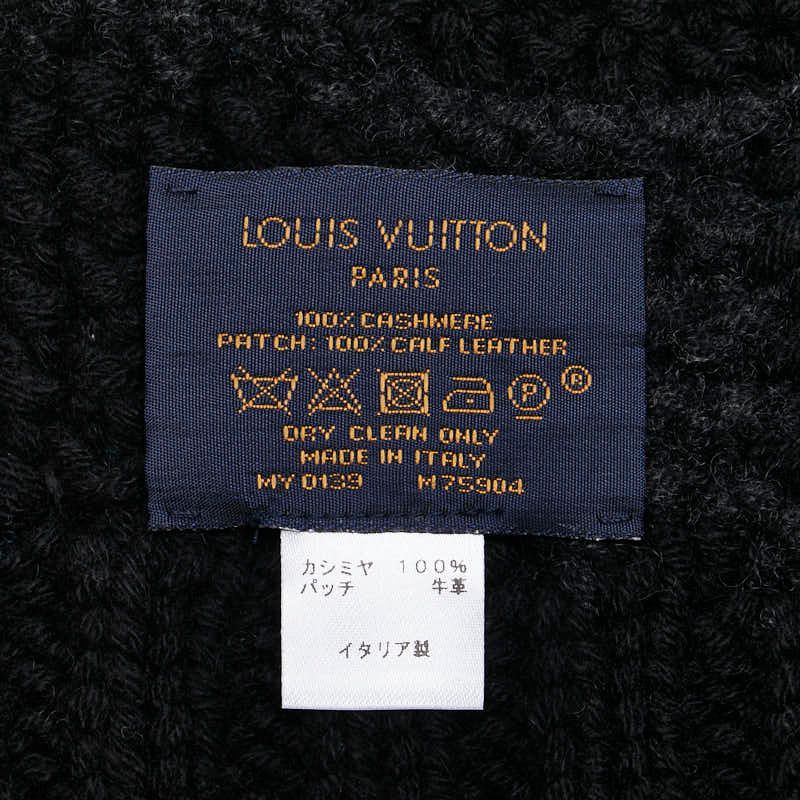 LOUIS VUITTON
PARIS
100% CASHMERE
PATCH: 100% CALF LEATHER
P ®
DRY CLEAN ONLY
MADE IN ITALY
MY 0139 M75904
カシミヤ 100%
パッチ 牛革
イタリア製